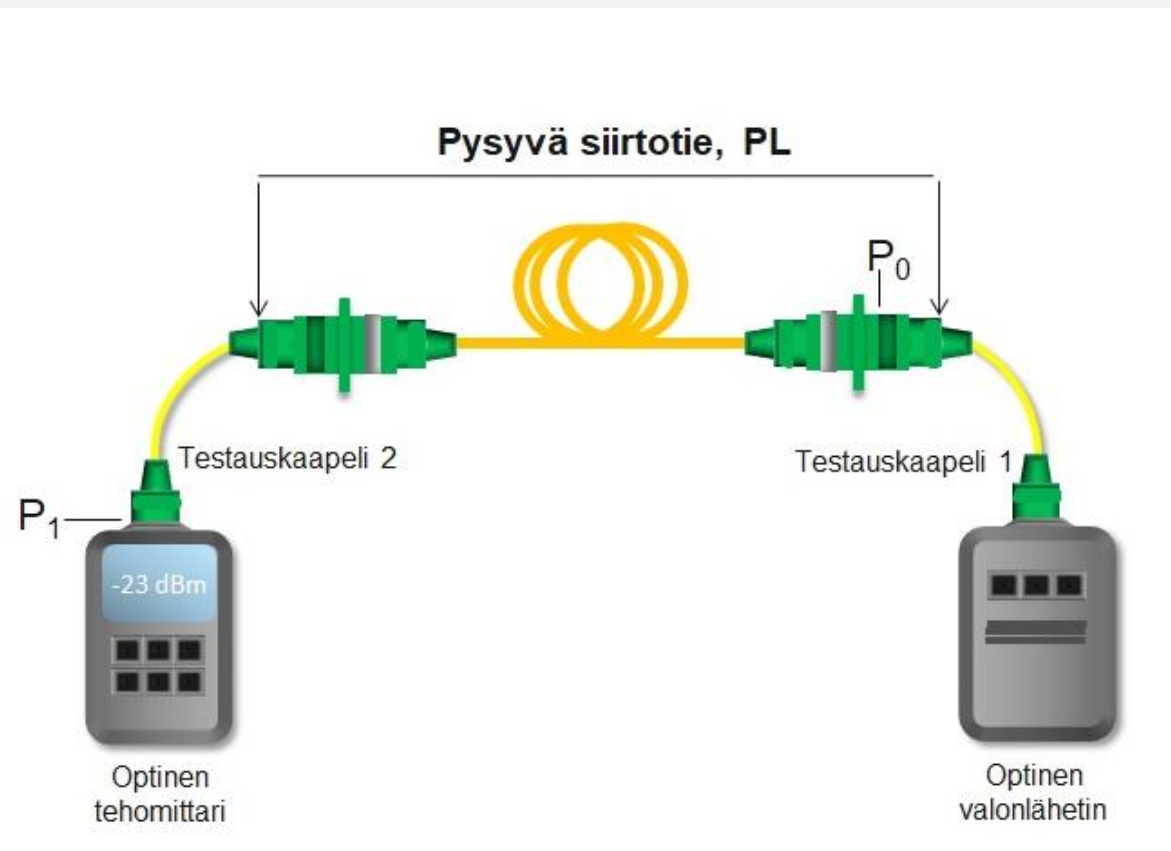 Pysyvä siirtotie, PL
P₀
Testauskaapeli 2
Testauskaapeli 1
P₁
-23 dBm
Optinen
tehomittari
Optinen
valonlähetin